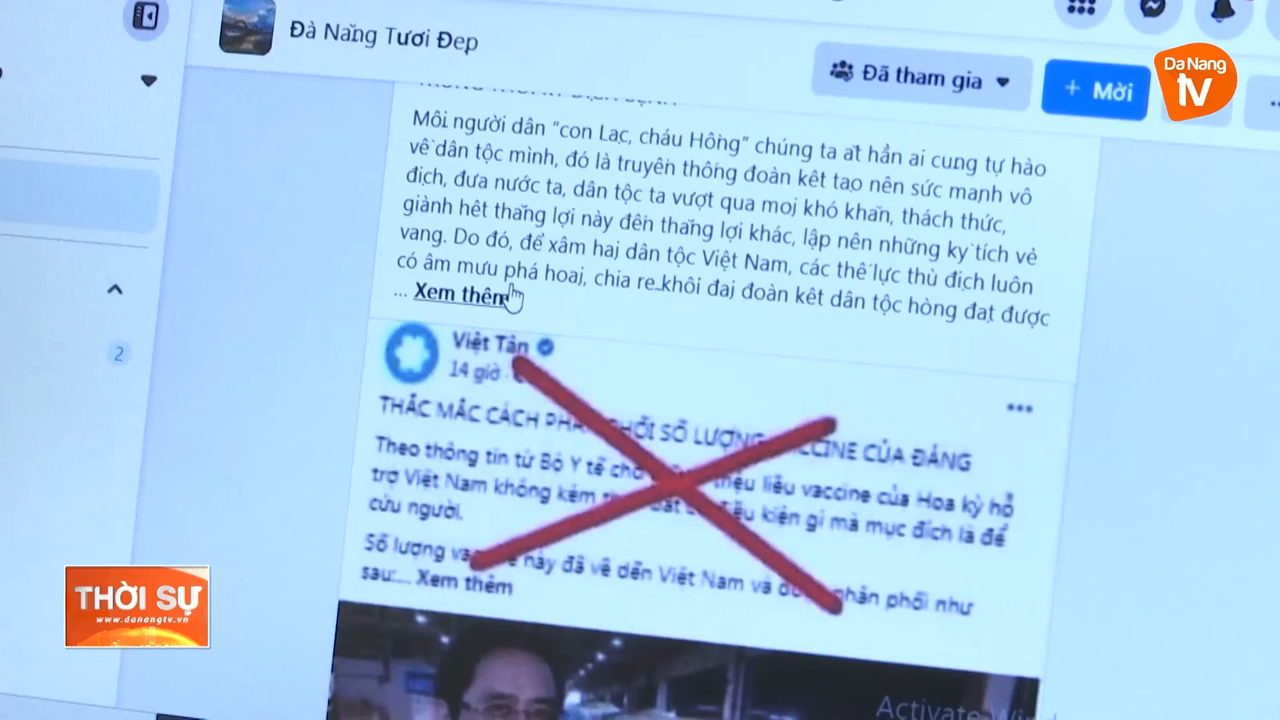 Đà Nẵng Tươi Đẹp
Đã tham gia
+ Mời
Da Nang
tv
Mỗi người dân "con Lạc, cháu Hồng" chúng ta ắt hẳn ai cũng tự hào
về dân tộc mình, đó là truyền thống đoàn kết tạo nên sức mạnh vô
địch, đưa nước ta, dân tộc ta vượt qua mọi khó khăn, thách thức,
giành hết thắng lợi này đến thắng lợi khác, lập nên những kỳ tích vẻ
vang. Do đó, để xâm hại dân tộc Việt Nam, các thế lực thù địch luôn
có âm mưu phá hoại, chia rẽ khối đại đoàn kết dân tộc hòng đạt được
... Xem thêm
2
Việt Tân
14 giờ
THẮC MẮC CÁCH SỐ LƯỢNG CỦA ĐẢNG
Theo thông tin từ Bộ Y tế liều vaccine của Hoa kỳ hỗ
trợ Việt Nam không kèm kiện gì mà mục đích là để
cứu người.
Số lượng này đã về đến Việt Nam và phân phối như
sau:... Xem thêm
THỜI SỰ
www.danangtv.vn
Activate